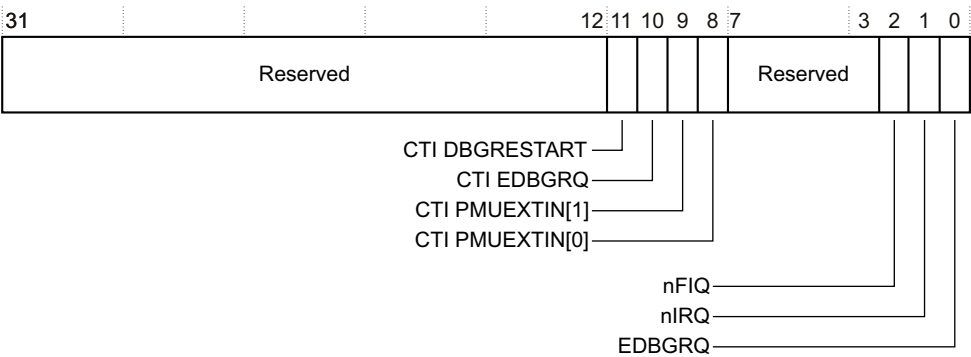 31 12 11 10 9 8 7 3 2 1 0
Reserved Reserved
CTI DBGRESTART
CTI EDBGRQ
CTI PMUEXTIN[1]
CTI PMUEXTIN[0]
nFIQ
nIRQ
EDBGRQ